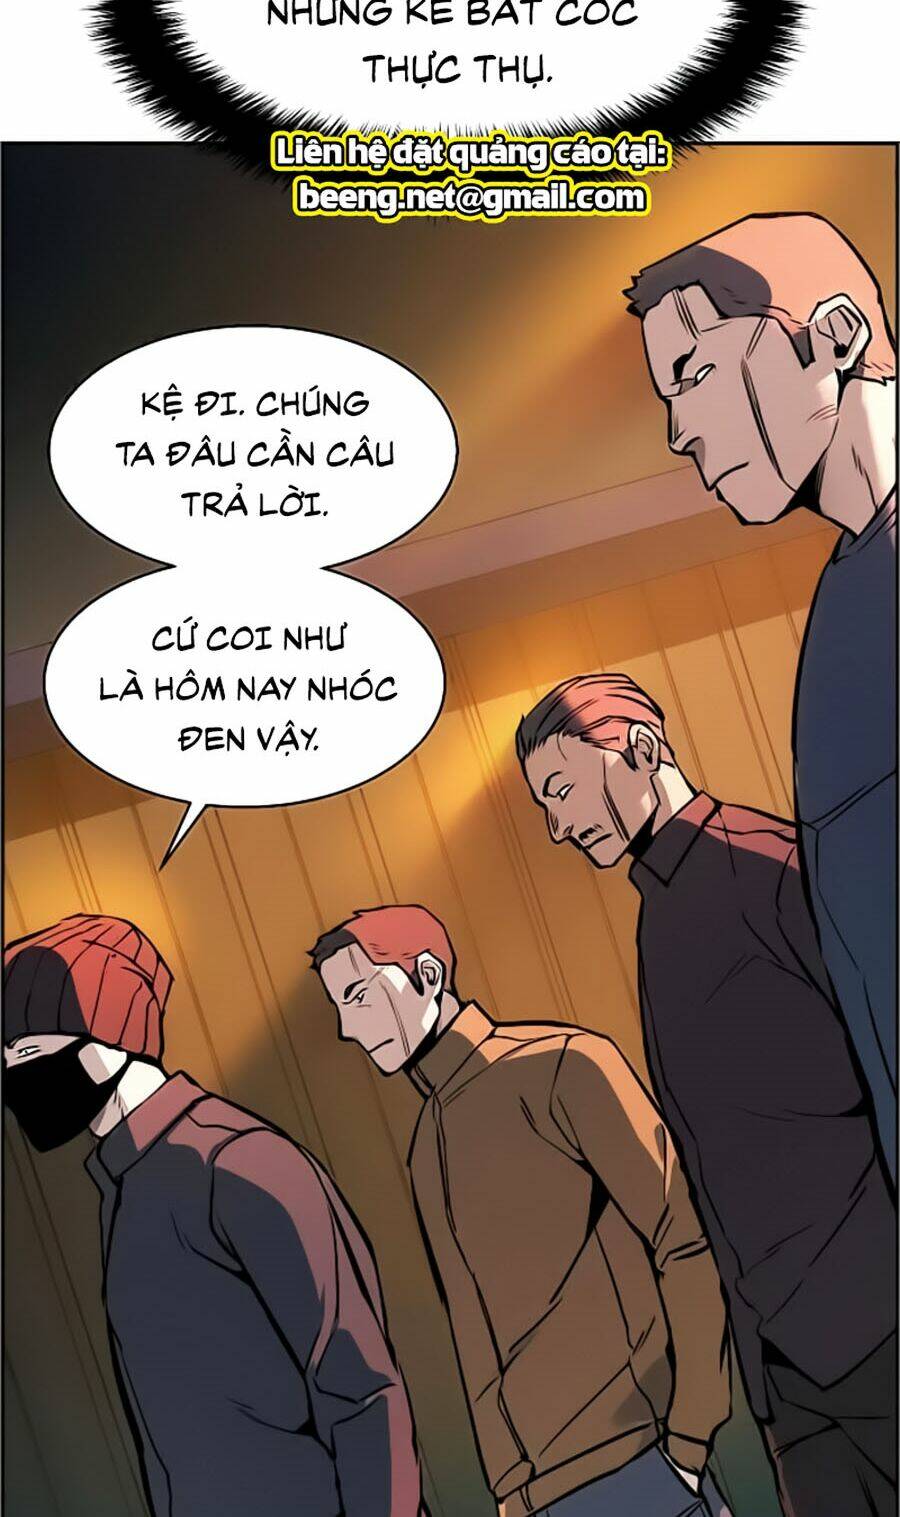 NHỮNG KẺ BẮT CÓC
THỰC THỤ.
Liên hệ đặt quảng cáo tại:
beeng.net@gmail.com
KỆ ĐI. CHÚNG
TA ĐÂU CẦN CÂU
TRẢ LỜI.
CỨ COI NHƯ
LÀ HÔM NAY NHÓC
ĐEN VẬY.